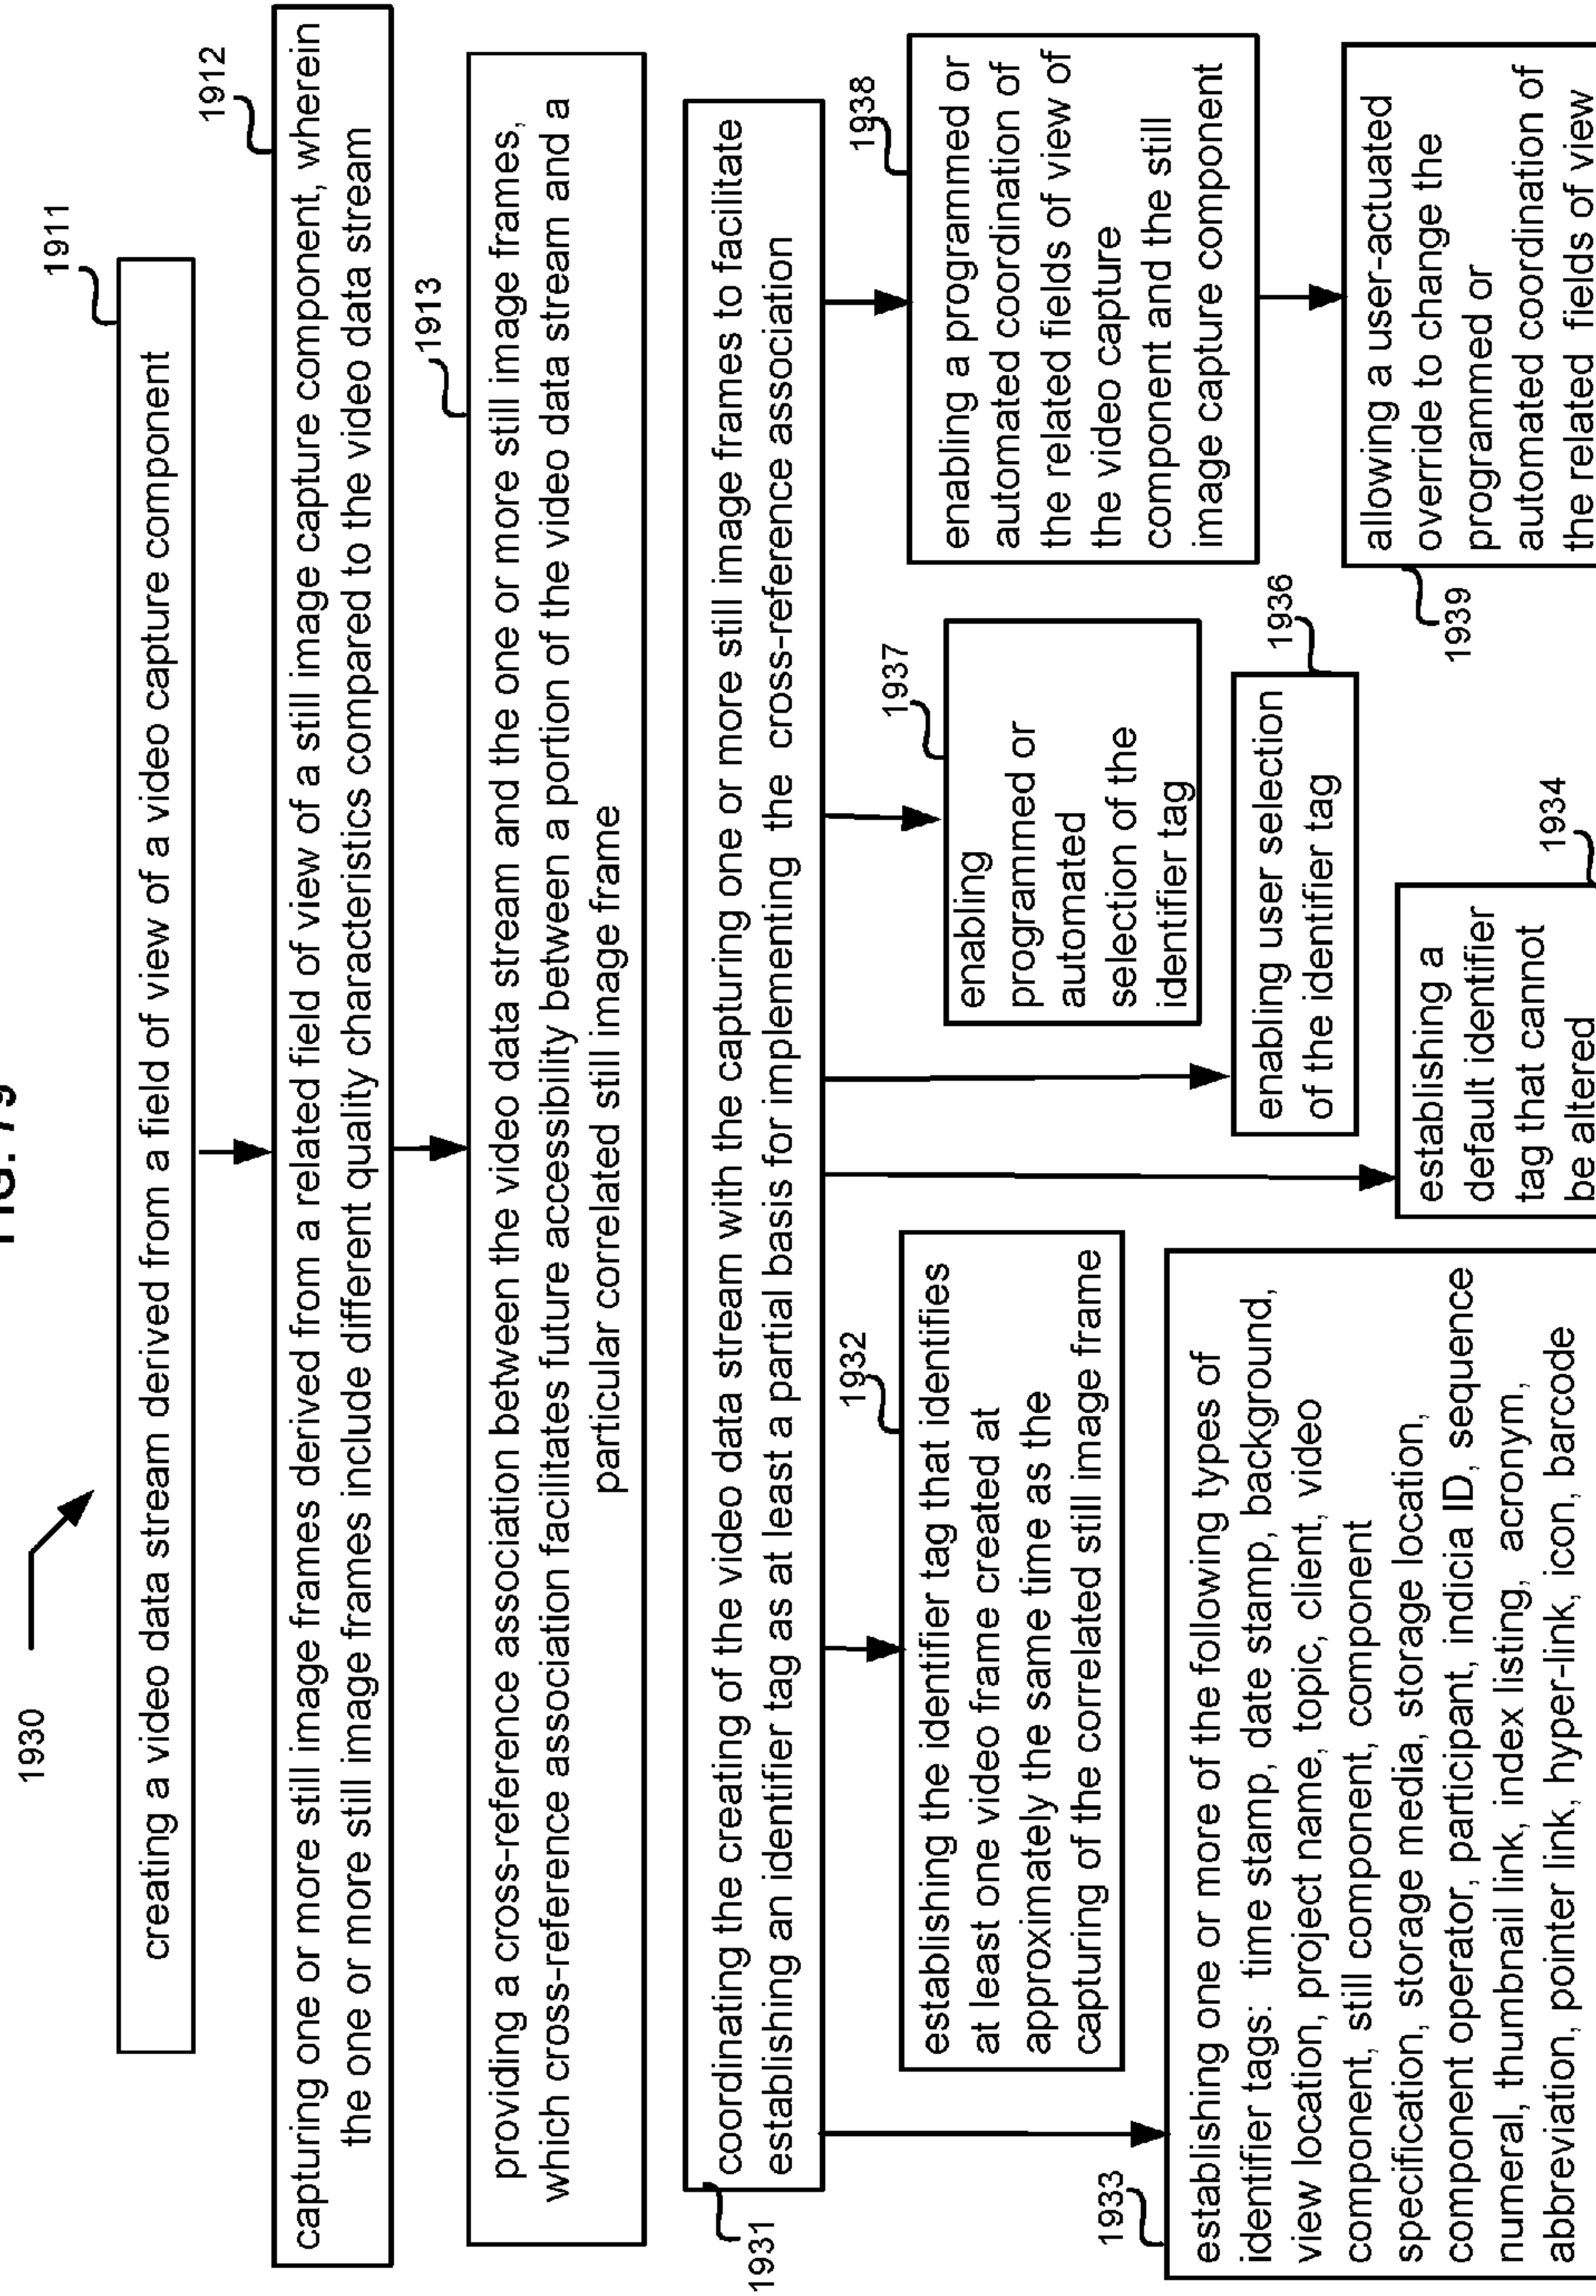 FIG.
1930
1911
creating a video data stream derived from a field of view of a video capture component
1912
capturing one or more still image frames derived from a related field of view of a still image capture component, wherein
the one or more still image frames include different quality characteristics compared to the video data stream
1913
providing a cross-reference association between the video data stream and the one or more still image frames,
which cross-reference association facilitates future accessibility between a portion of the video data stream and a
particular correlated still image frame
1931
coordinating the creating of the video data stream with the capturing one or more still image frames to facilitate
establishing an identifier tag as at least a partial basis for implementing the cross-reference association
1932
establishing the identifier tag that identifies
at least one video frame created at
approximately the same time as the
capturing of the correlated still image frame
1933
establishing one or more of the following types of
identifier tags: time stamp, date stamp, background,
view location, project name, topic, client, video
component, still component, component
specification, storage media, storage location,
component operator, participant, indicia ID, sequence
numeral, thumbnail link, index listing, acronym,
abbreviation, pointer link, hyper-link, icon, barcode
1934
establishing a
default identifier
tag that cannot
be altered
1936
enabling user selection
of the identifier tag
1937
enabling
programmed or
automated
selection of the
identifier tag
1938
enabling a programmed or
automated coordination of
the related fields of view of
the video capture
component and the still
image capture component
1939
allowing a user-actuated
override to change the
programmed or
automated coordination of
the related fields of view